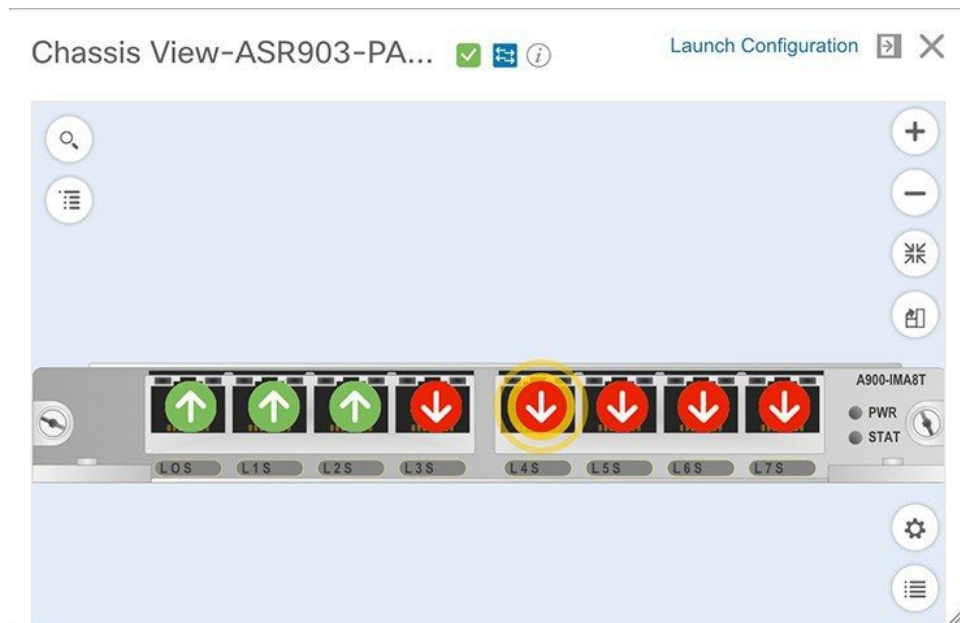 Chassis View-ASR903-PA...
Launch Configuration
A900-IMA8T
PWR
STAT
L0S L1S L2S L3S L4S L5S L6S L7S